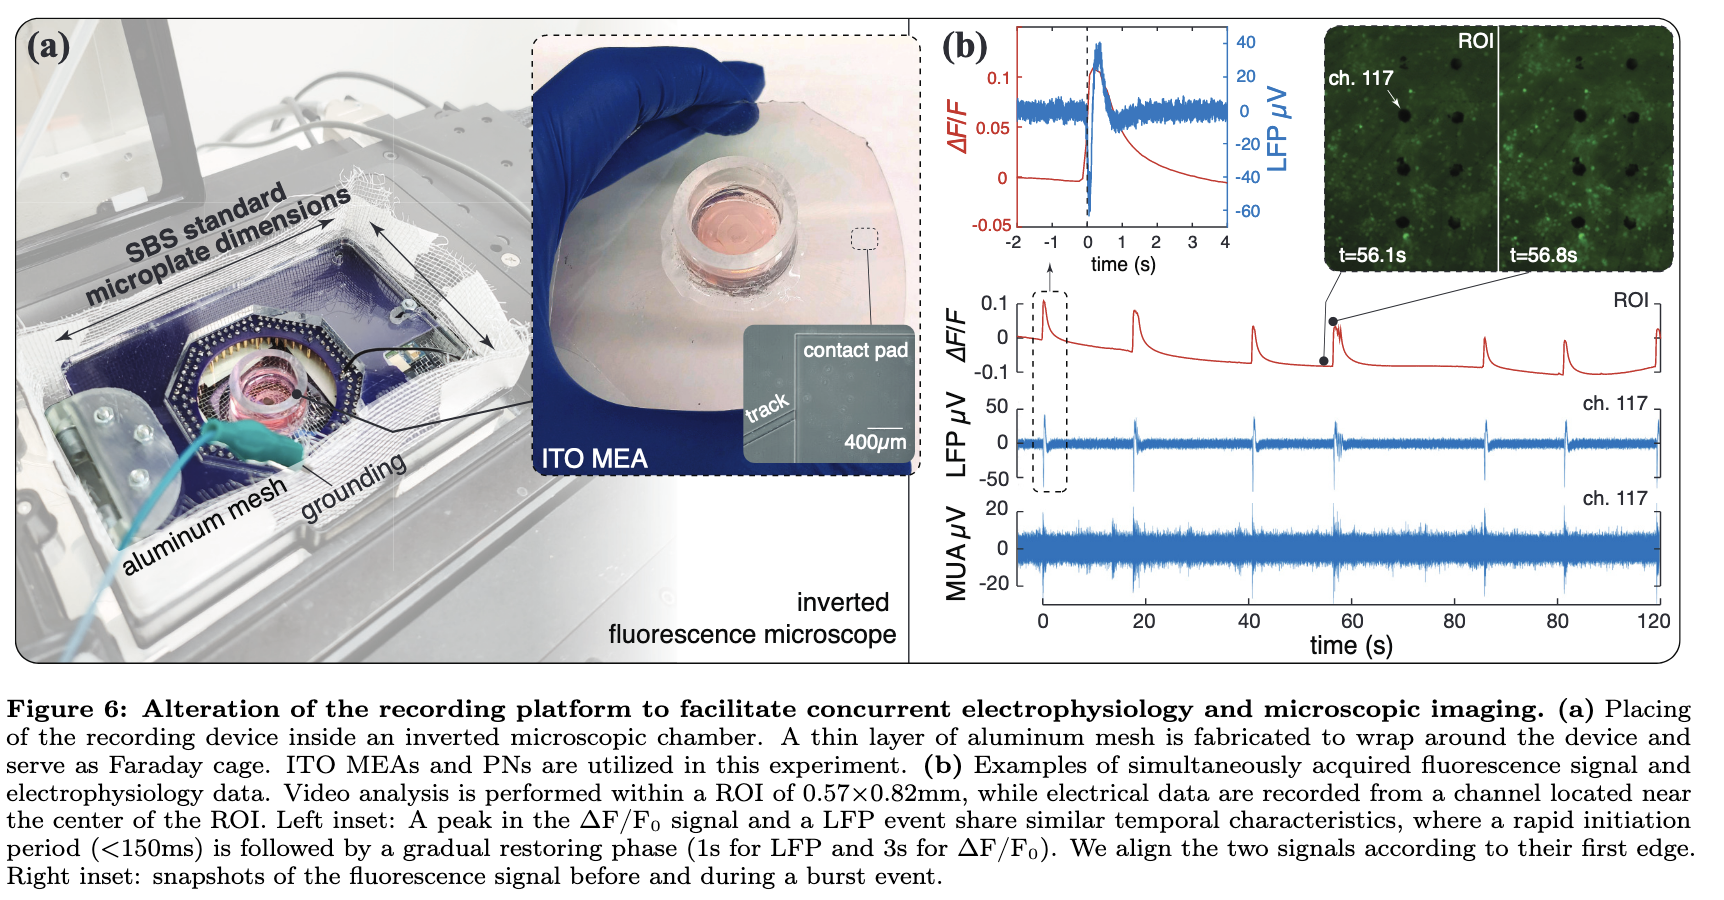 (a)
SBS standard
microplate dimensions
aluminum mesh
grounding
ITO MEA
contact pad
track
400µm
inverted
fluorescence microscope
(b)
ΔF/F
0.1
0.05
0
-0.05
40
20
0
-20
-40
-60
LFP µV
-2 -1 0 1 2 3 4
time (s)
ROI
ch. 117
t=56.1s
t=56.8s
ΔF/F
0.1
0
-0.1
ROI
LFP µV
50
0
-50
ch. 117
MUA µV
20
0
-20
ch. 117
0 20 40 60 80 80 120
time (s)
Figure 6: Alteration of the recording platform to facilitate concurrent electrophysiology and microscopic imaging. (a) Placing
of the recording device inside an inverted microscopic chamber. A thin layer of aluminum mesh is fabricated to wrap around the device and
serve as Faraday cage. ITO MEAs and PNs are utilized in this experiment. (b) Examples of simultaneously acquired fluorescence signal and
electrophysiology data. Video analysis is performed within a ROI of 0.57×0.82mm, while electrical data are recorded from a channel located near
the center of the ROI. Left inset: A peak in the ΔF/F₀ signal and a LFP event share similar temporal characteristics, where a rapid initiation
period (<150ms) is followed by a gradual restoring phase (1s for LFP and 3s for ΔF/F₀). We align the two signals according to their first edge.
Right inset: snapshots of the fluorescence signal before and during a burst event.